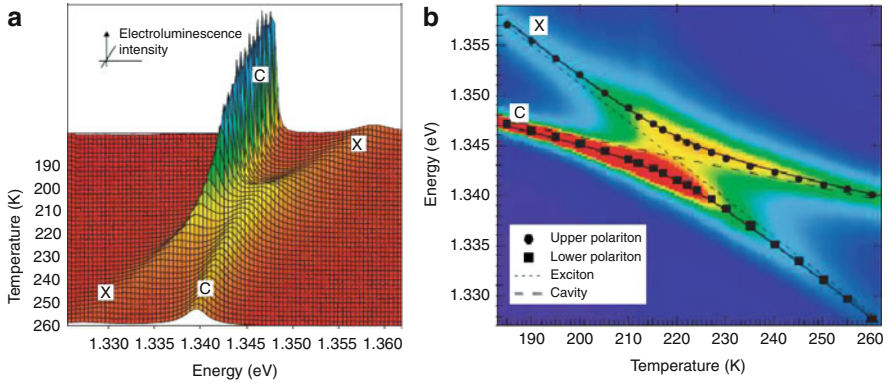 a
Electroluminescence
intensity
C
X
X
C
Temperature (K)
190
180
200
210
220
230
240
250
260
1.330
1.335
1.340
1.345
1.350
1.355
1.360
Energy (eV)
b
X
C
Energy (eV)
1.355
1.350
1.345
1.340
1.335
1.330
Upper polariton
Lower polariton
Exciton
Cavity
190
200
210
220
230
240
250
260
Temperature (K)